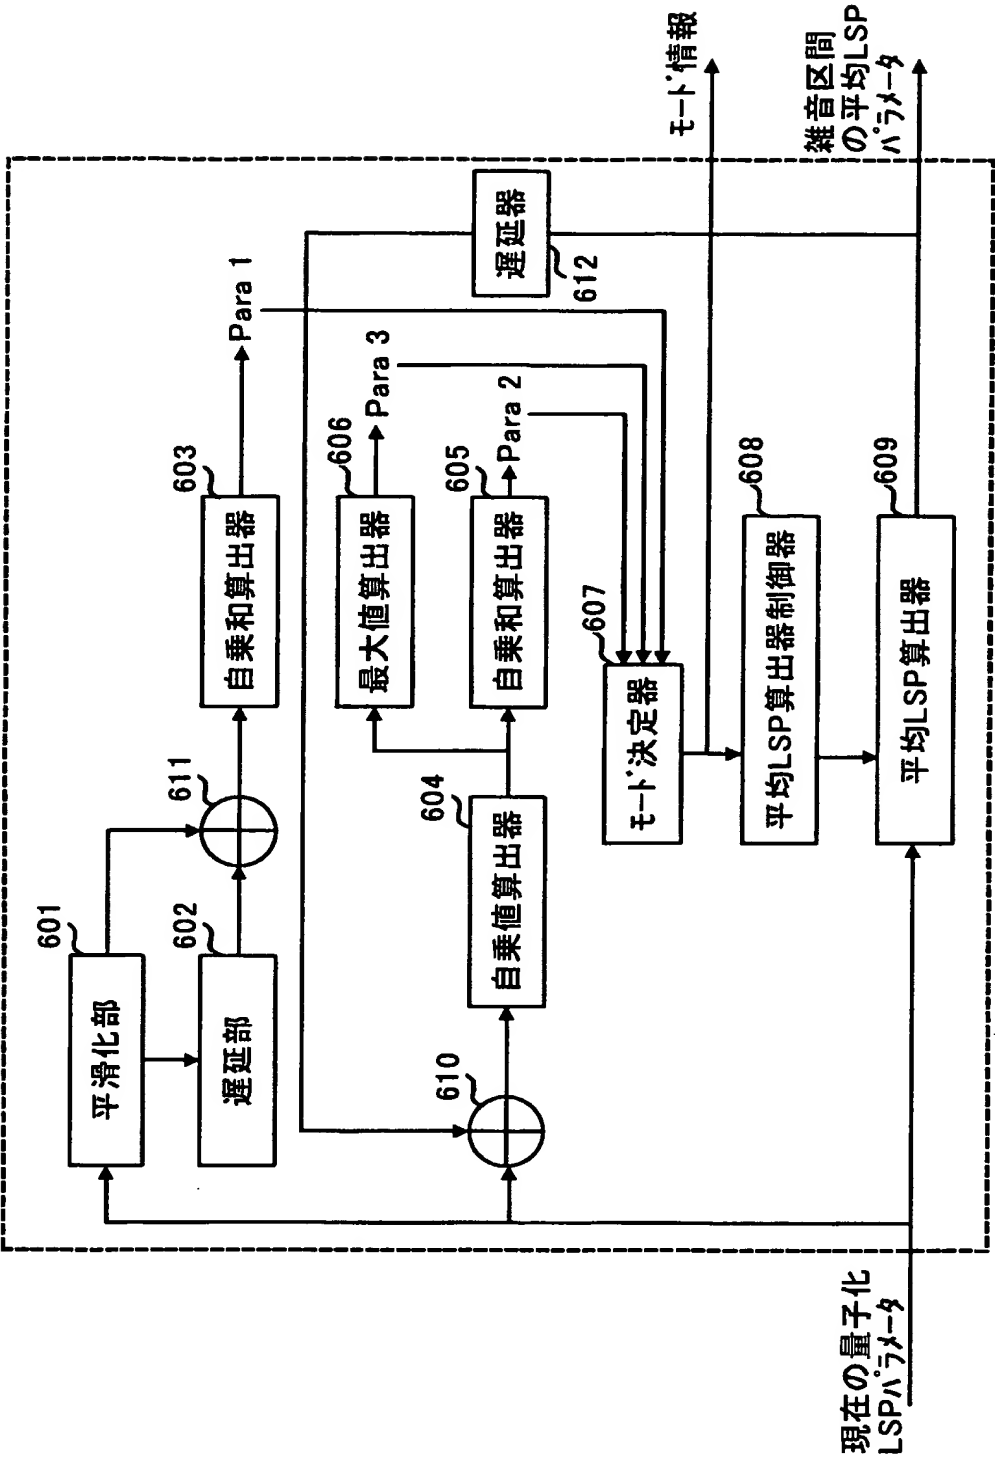 現在の量子化
LSPパラメータ
601
平滑化部
602
遅延部
611
603
自乗和算出器
Para 1
610
604
自乗値算出器
606
最大値算出器
Para 3
605
自乗和算出器
Para 2
遅延器
612
607
モード決定器
モード情報
608
平均LSP算出器制御器
609
平均LSP算出器
雑音区間
の平均LSP
パラメータ